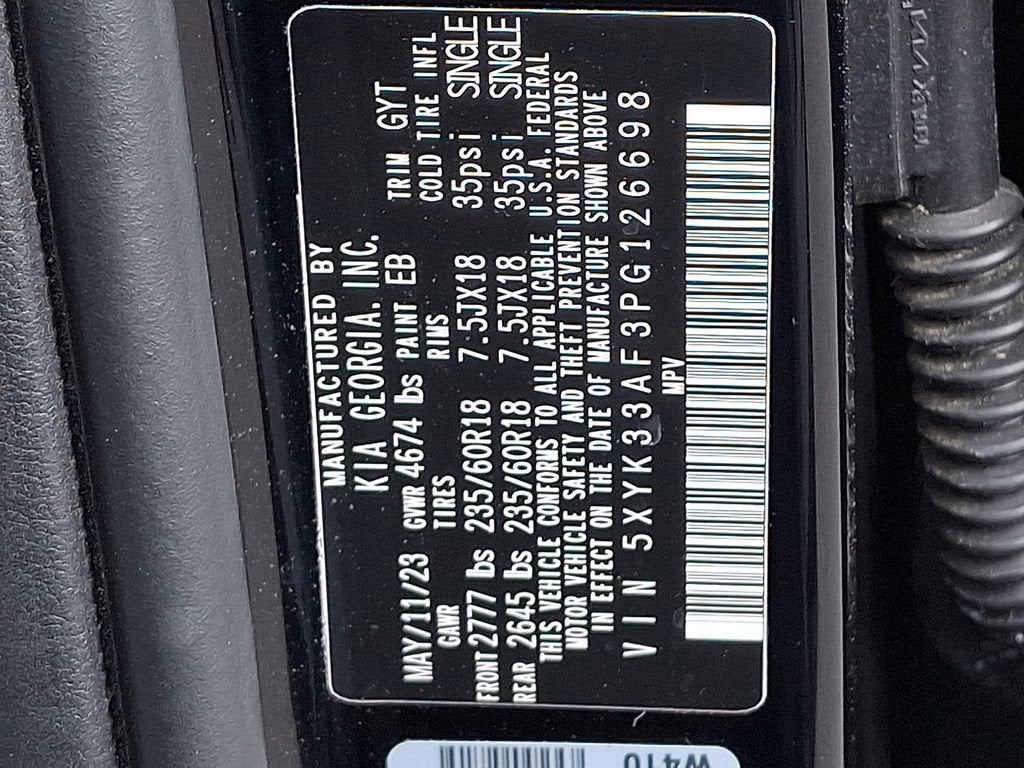 MANUFACTURED BY
KIA GEORGIA. INC.
MAY/11/23 GVWR 4674 lbs PAINT EB TRIM GYT
GAWR TIRES RIMS COLD TIRE INFL
FRONT 2777 lbs 235/60R18 7.5JX18 35psi SINGLE
REAR 2645 lbs 235/60R18 7.5JX18 35psi SINGLE
THIS VEHICLE CONFORMS TO ALL APPLICABLE U.S.A. FEDERAL
MOTOR VEHICLE SAFETY AND THEFT PREVENTION STANDARDS
IN EFFECT ON THE DATE OF MANUFACTURE SHOWN ABOVE
VIN 5XYK33AF3PG126698
MPV
W410